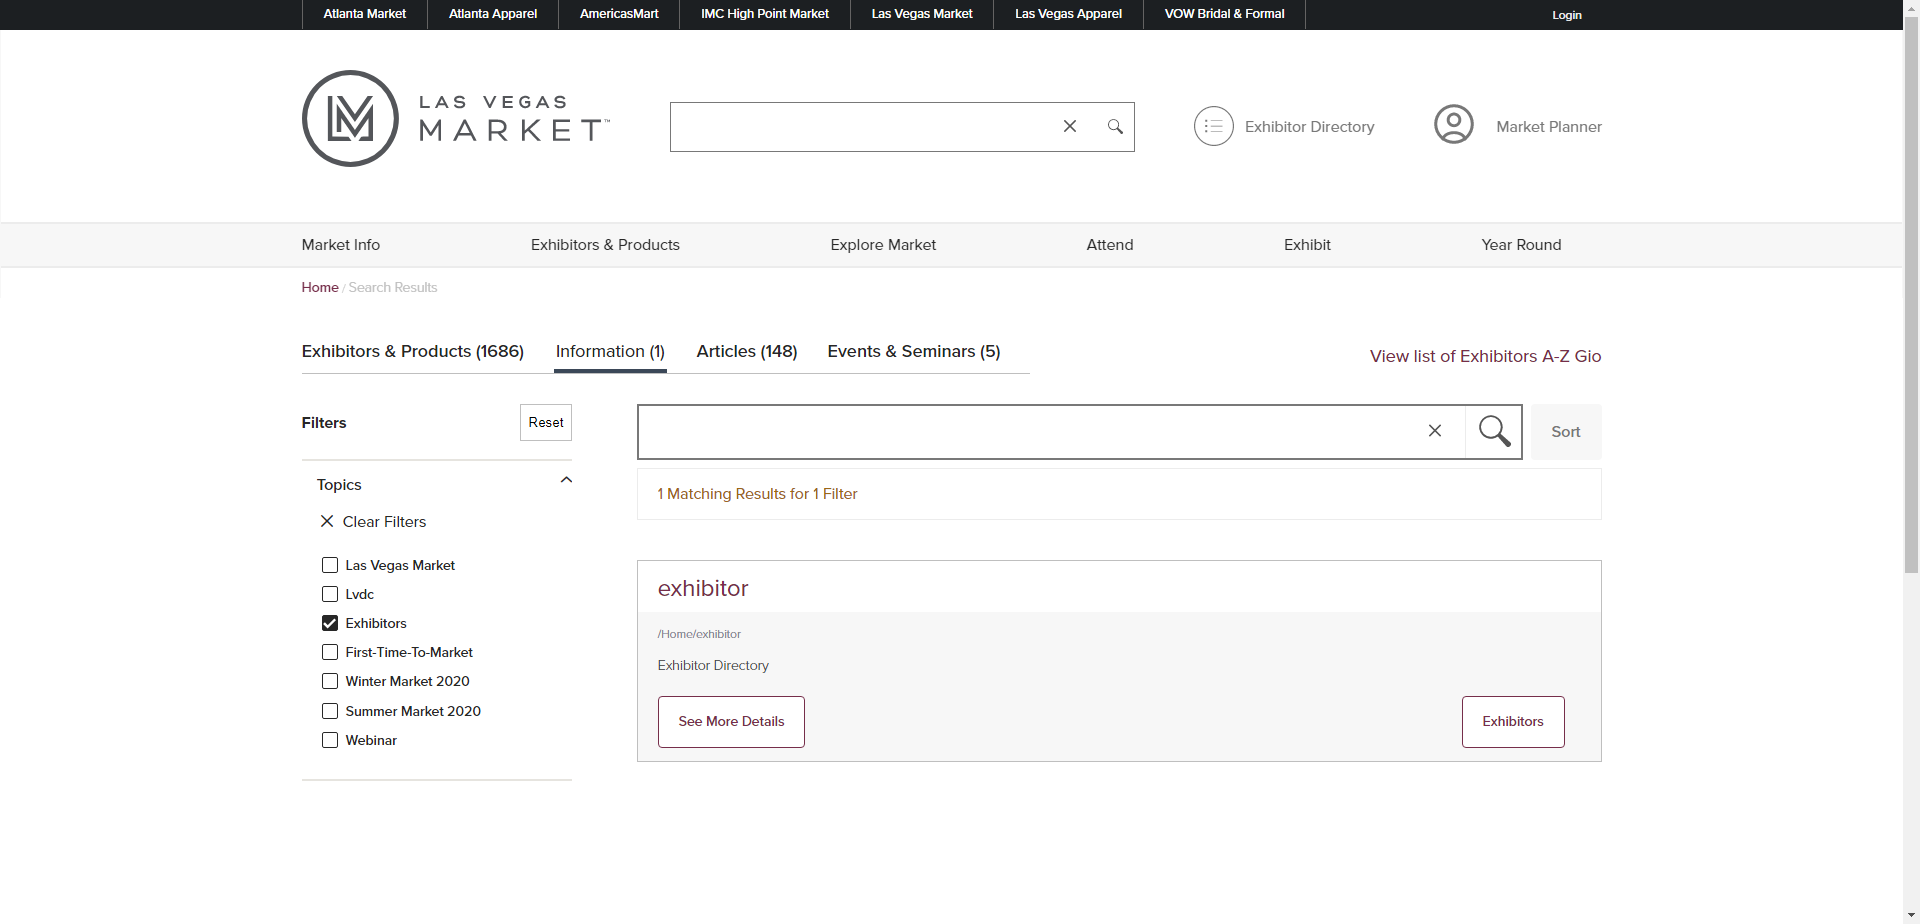 Atlanta Market Atlanta Apparel AmericasMart IMC High Point Market Las Vegas Market Las Vegas Apparel VOW Bridal & Formal Login
LAS VEGAS
MARKET™
Exhibitor Directory
Market Planner
Market Info Exhibitors & Products Explore Market Attend Exhibit Year Round
Home / Search Results
Exhibitors & Products (1686) Information (1) Articles (148) Events & Seminars (5)
View list of Exhibitors A-Z Gio
Filters
Reset
Sort
Topics
Clear Filters
Las Vegas Market
Lvdc
Exhibitors
First-Time-To-Market
Winter Market 2020
Summer Market 2020
Webinar
1 Matching Results for 1 Filter
exhibitor
/Home/exhibitor
Exhibitor Directory
See More Details
Exhibitors